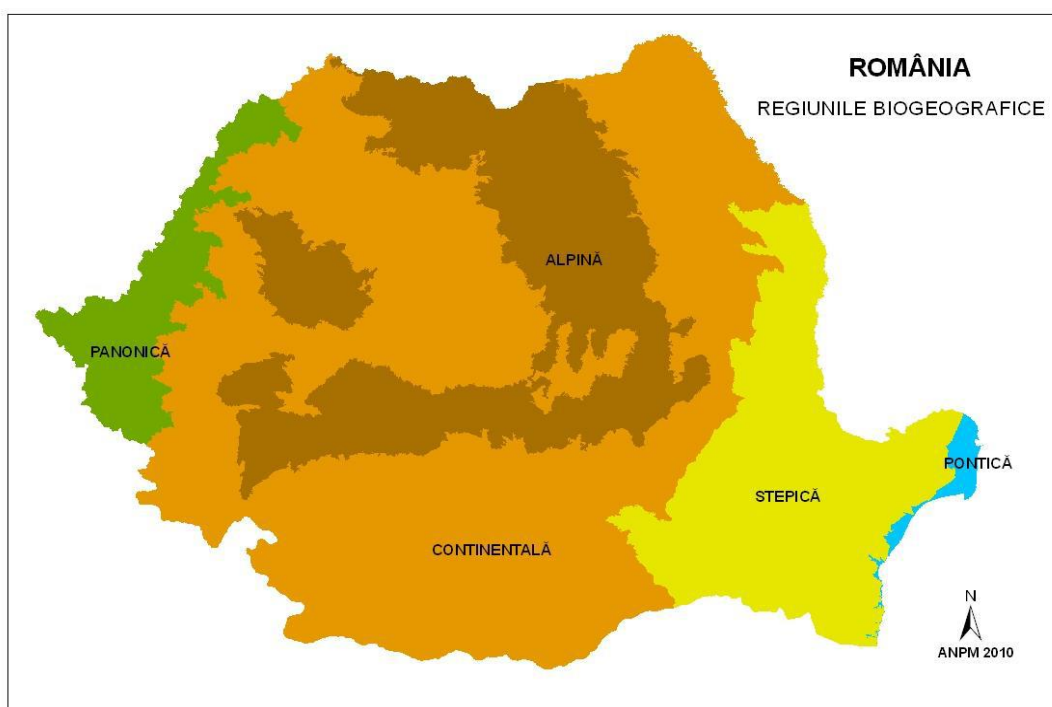 ROMÂNIA
REGIUNILE BIOGEOGRAFICE
ALPINĂ
PANONICĂ
PONTICĂ
STEPICĂ
CONTINENTALĂ
N
ANPM 2010